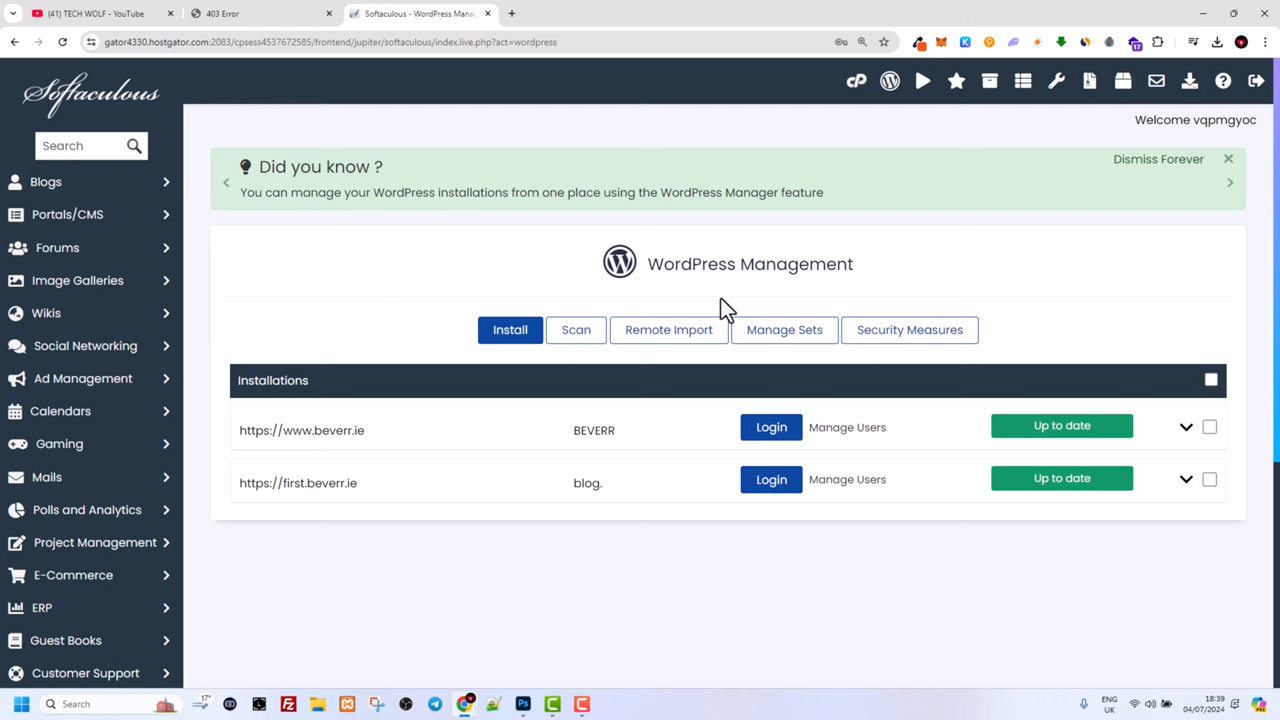 (41) TECH WOLF - YouTube
403 Error
Softaculous - WordPress Mana
gator4330.hostgator.com:2083/cpsess4537672585/frontend/jupiter/softaculous/index.live.php?act=wordpress
17
Softaculous
Welcome vqpmgyoc
Search
Did you know ?
Dismiss Forever
You can manage your WordPress installations from one place using the WordPress Manager feature
Blogs
Portals/CMS
Forums
Image Galleries
Wikis
Social Networking
Ad Management
Calendars
Gaming
Mails
Polls and Analytics
Project Management
E-Commerce
ERP
Guest Books
Customer Support
WordPress Management
Install Scan Remote Import Manage Sets Security Measures
Installations
https://www.beverr.ie BEVERR Login Manage Users Up to date
https://first.beverr.ie blog. Login Manage Users Up to date
Search
17°
Ps
ENG
UK
18:39
04/07/2024